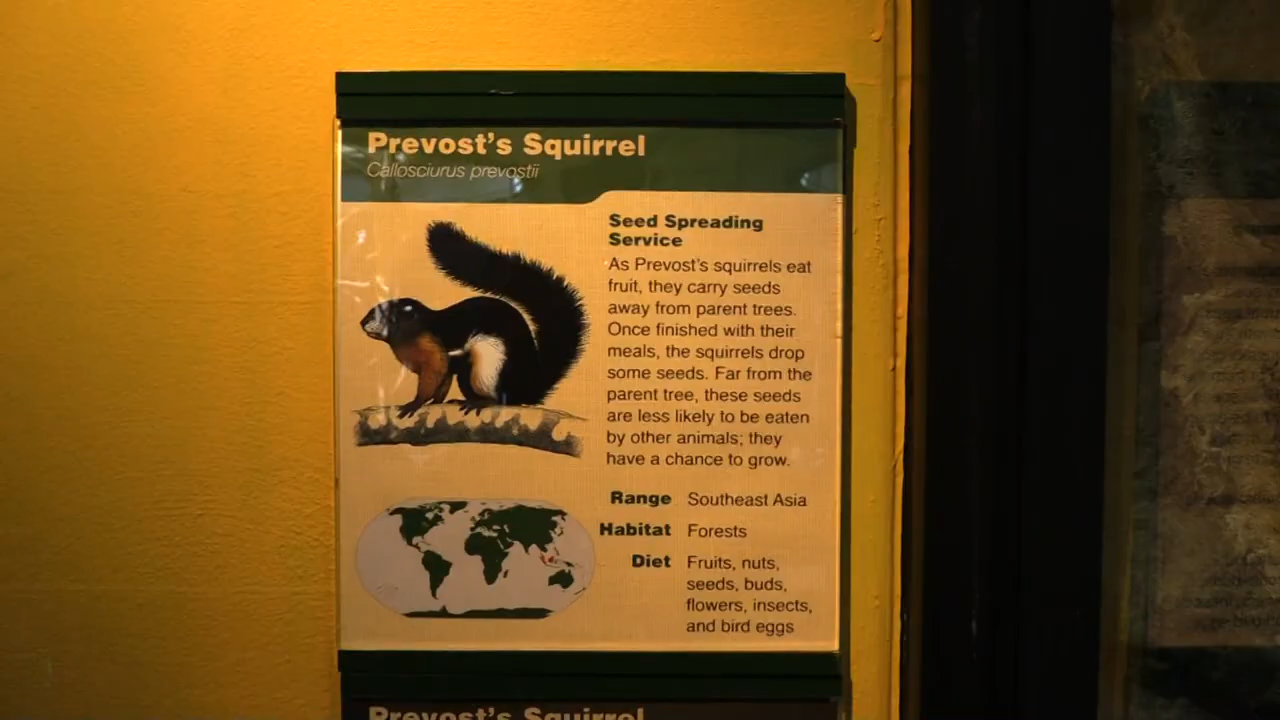 Prevost's Squirrel
Callosciurus prevostii
Seed Spreading
Service
As Prevost's squirrels eat
fruit, they carry seeds
away from parent trees.
Once finished with their
meals, the squirrels drop
some seeds. Far from the
parent tree, these seeds
are less likely to be eaten
by other animals; they
have a chance to grow.
Range Southeast Asia
Habitat Forests
Diet Fruits, nuts,
seeds, buds,
flowers, insects,
and bird eggs
Prevost's Squirrel